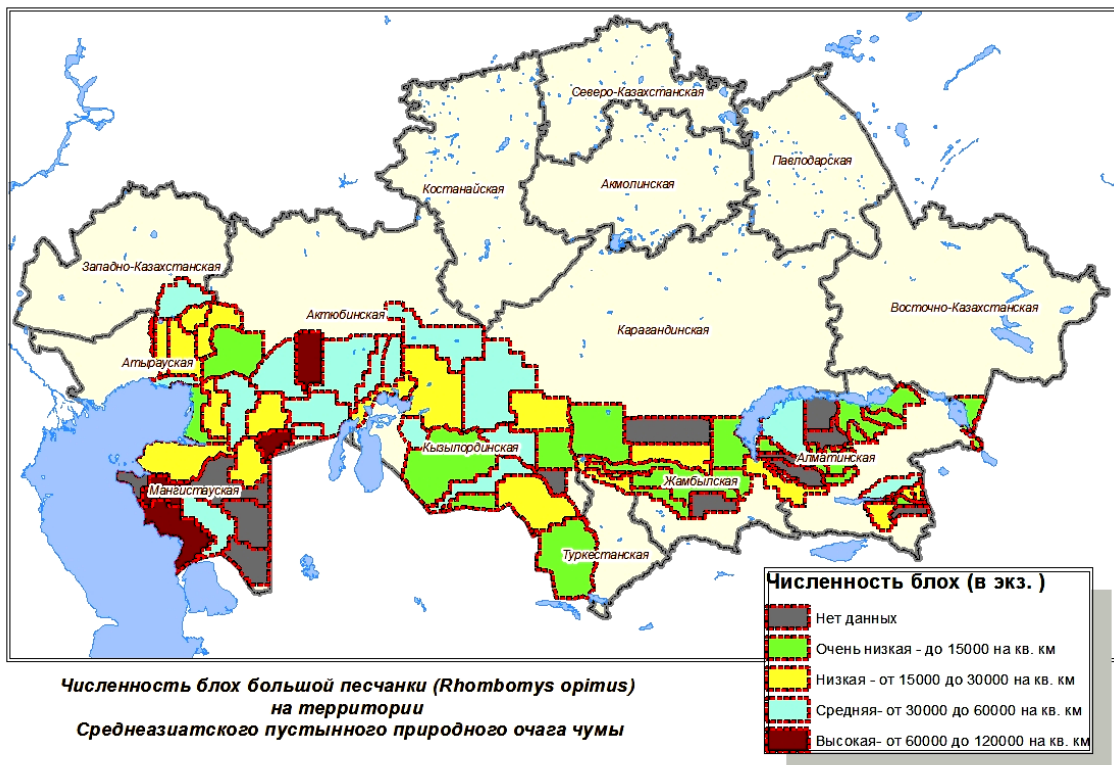 Северо-Казахстанская
Павлодарская
Костанайская
Акмолинская
Западно-Казахстанская
Восточно-Казахстанская
Актюбинская
Карагандинская
Атырауская
Кызылординская
Алматинская
Жамбылская
Мангистауская
Туркестанская
Численность блох (в экз. )
Нет данных
Очень низкая - до 15000 на кв. км
Низкая - от 15000 до 30000 на кв. км
Средняя- от 30000 до 60000 на кв. км
Высокая- от 60000 до 120000 на кв. км
Численность блох большой песчанки (Rhombomys opimus)
на территории
Среднеазиатского пустынного природного очага чумы